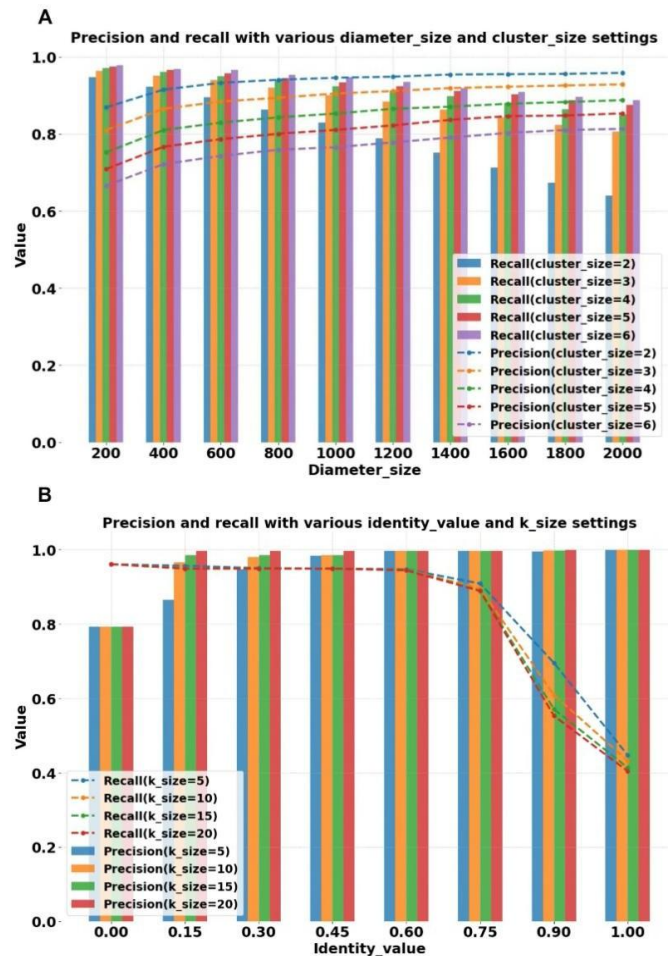 A
Precision and recall with various diameter_size and cluster_size settings
1.0
0.8
0.6
0.4
0.2
0.0
Value
Recall(cluster_size=2)
Recall(cluster_size=3)
Recall(cluster_size=4)
Recall(cluster_size=5)
Recall(cluster_size=6)
Precision(cluster_size=2)
Precision(cluster_size=3)
Precision(cluster_size=4)
Precision(cluster_size=5)
Precision(cluster_size=6)
200 400 600 800 1000 1200 1400 1600 1800 2000
Diameter_size
B
Precision and recall with various identity_value and k_size settings
1.0
0.8
0.6
0.4
0.2
0.0
Value
Recall(k_size=5)
Recall(k_size=10)
Recall(k_size=15)
Recall(k_size=20)
Precision(k_size=5)
Precision(k_size=10)
Precision(k_size=15)
Precision(k_size=20)
0.00 0.15 0.30 0.45 0.60 0.75 0.90 1.00
Identity_value